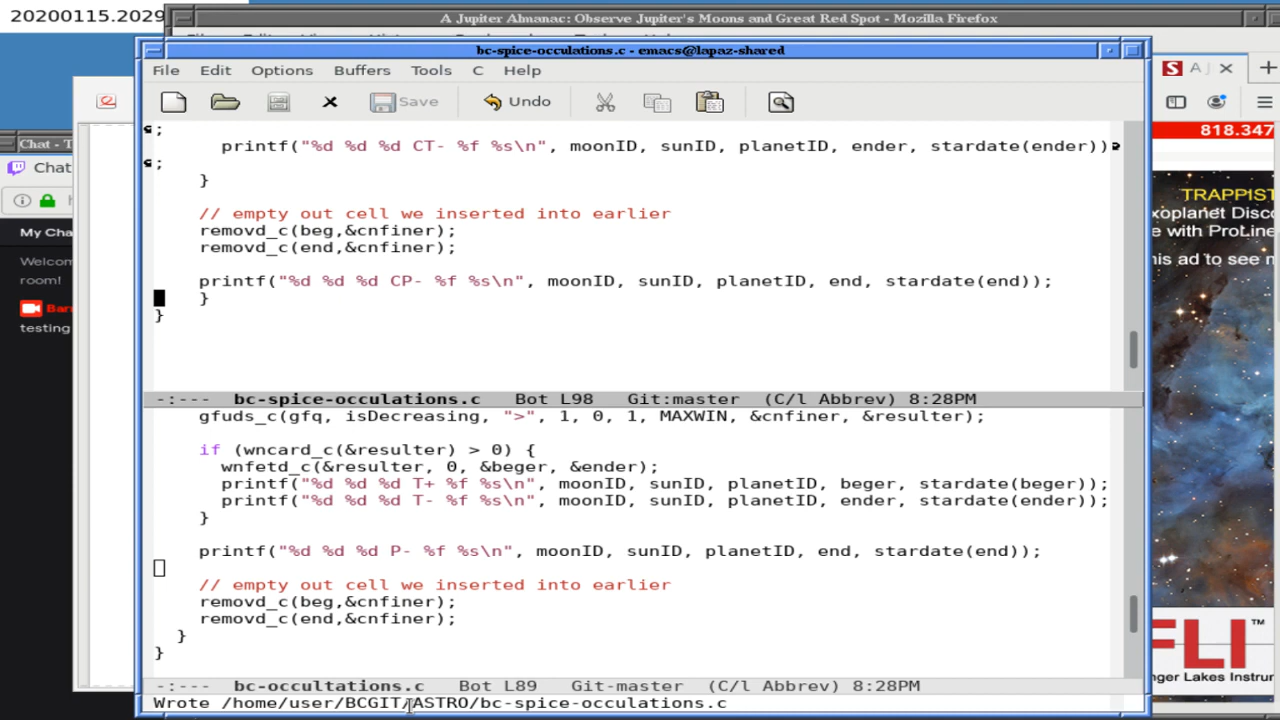 20200115.2029
A Jupiter Almanac: Observe Jupiter's Moons and Great Red Spot - Mozilla Firefox
bc-spice-occulations.c - emacs@lapaz-shared
File Edit Options Buffers Tools C Help
Save Undo
;
printf("%d %d %d CT- %f %s\n", moonID, sunID, planetID, ender, stardate(ender))
;
}
// empty out cell we inserted into earlier
removd_c(beg,&cnfiner);
removd_c(end,&cnfiner);
printf("%d %d %d CP- %f %s\n", moonID, sunID, planetID, end, stardate(end));
}
}
-:--- bc-spice-occulations.c Bot L98 Git:master (C/l Abbrev) 8:28PM
gfuds_c(gfq, isDecreasing, ">", 1, 0, 1, MAXWIN, &cnfiner, &resulter);
if (wncard_c(&resulter) > 0) {
wnfetd_c(&resulter, 0, &beger, &ender);
printf("%d %d %d T+ %f %s\n", moonID, sunID, planetID, beger, stardate(beger));
printf("%d %d %d T- %f %s\n", moonID, sunID, planetID, ender, stardate(ender));
}
printf("%d %d %d P- %f %s\n", moonID, sunID, planetID, end, stardate(end));
// empty out cell we inserted into earlier
removd_c(beg,&cnfiner);
removd_c(end,&cnfiner);
}
}
-:--- bc-occultations.c Bot L89 Git-master (C/l Abbrev) 8:28PM
Wrote /home/user/BCGIT/ASTRO/bc-spice-occulations.c
Chat - T
Chat
My Cha
Welcom
room!
Bar
testing
S A J
818.347
TRAPPIST
xoplanet Disco
e with ProLine
his ad to see m
FLI™
ger Lakes Instrur